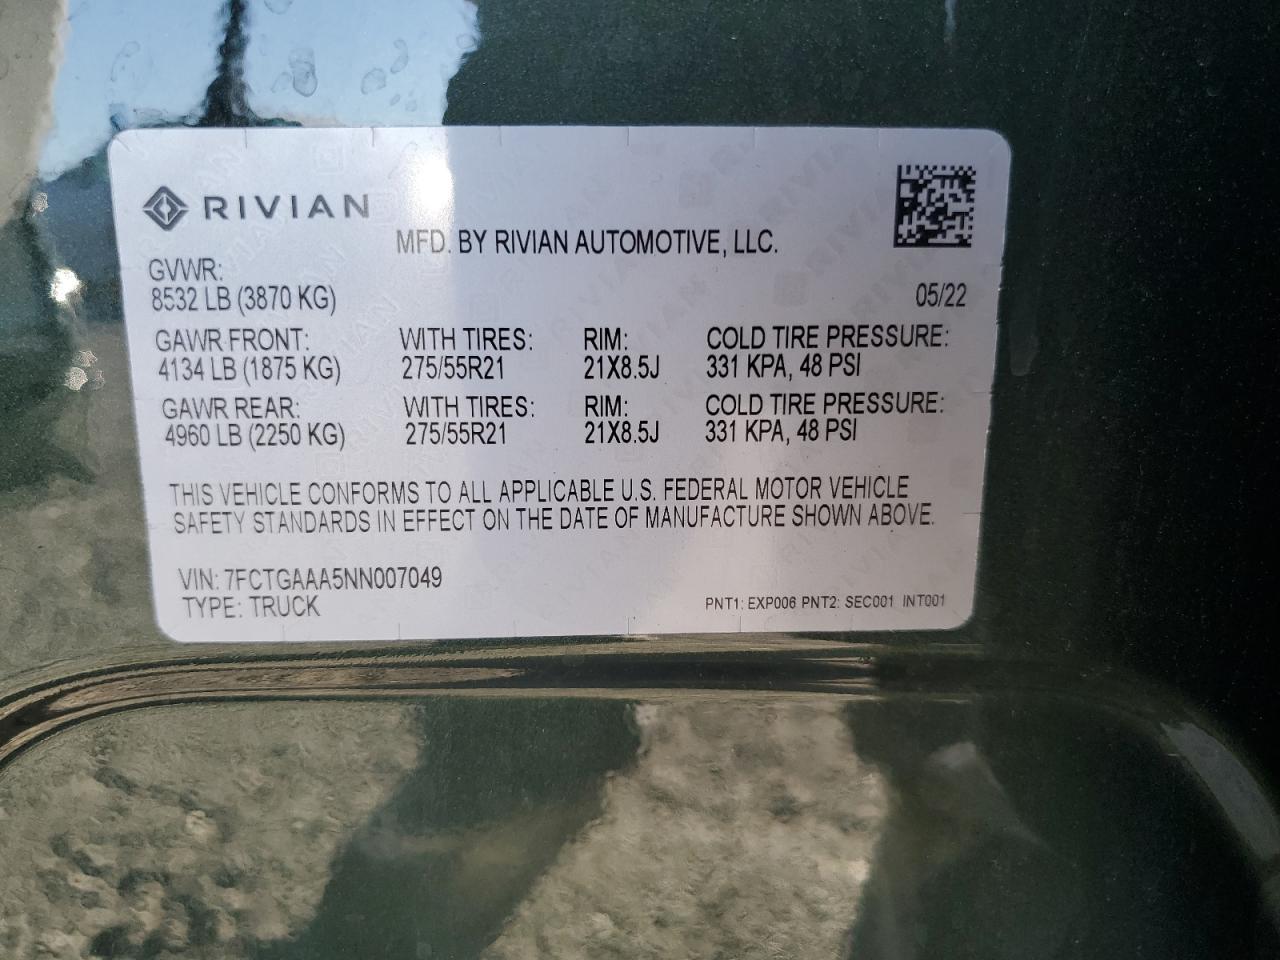 RIVIAN
MFD. BY RIVIAN AUTOMOTIVE, LLC.
GVWR:
8532 LB (3870 KG)
05/22
GAWR FRONT: WITH TIRES: RIM: COLD TIRE PRESSURE:
4134 LB (1875 KG) 275/55R21 21X8.5J 331 KPA, 48 PSI
GAWR REAR: WITH TIRES: RIM: COLD TIRE PRESSURE:
4960 LB (2250 KG) 275/55R21 21X8.5J 331 KPA, 48 PSI
THIS VEHICLE CONFORMS TO ALL APPLICABLE U.S. FEDERAL MOTOR VEHICLE
SAFETY STANDARDS IN EFFECT ON THE DATE OF MANUFACTURE SHOWN ABOVE.
VIN: 7FCTGAAA5NN007049
TYPE: TRUCK
PNT1: EXP006 PNT2: SEC001 INT001